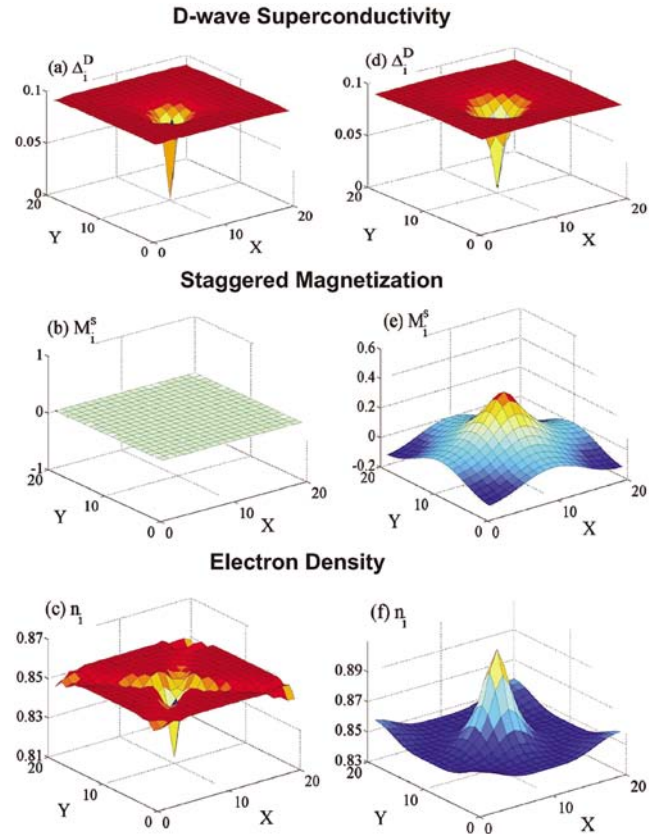 D-wave Superconductivity
(a) Δ_i^D
(d) Δ_i^D
0.1
0.05
0
20
10
0
Y
0
10
20
X
0.1
0.05
0
20
10
0
Y
0
10
20
X
Staggered Magnetization
(b) M_i^s
(e) M_i^s
1
0
-1
20
10
0
Y
0
10
20
X
0.6
0.4
0.2
0
-0.2
20
10
0
Y
0
10
20
X
Electron Density
(c) n_i
(f) n_i
0.87
0.85
0.83
0.81
20
10
0
Y
0
10
20
X
0.89
0.87
0.85
0.83
20
10
0
Y
0
10
20
X